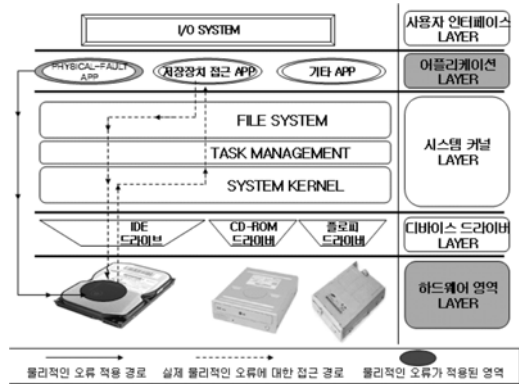 I/O SYSTEM
사용자 인터페이스
LAYER
PHYSICAL-FAULT
APP
저장장치 접근 APP
기타 APP
어플리케이션
LAYER
FILE SYSTEM
TASK MANAGEMENT
SYSTEM KERNEL
시스템 커널
LAYER
IDE
드라이브
CD-ROM
드라이버
플로피
드라이버
디바이스 드라이버
LAYER
하드웨어 영역
LAYER
물리적인 오류 적용 경로
실제 물리적인 오류에 대한 접근 경로
물리적인 오류가 적용된 영역